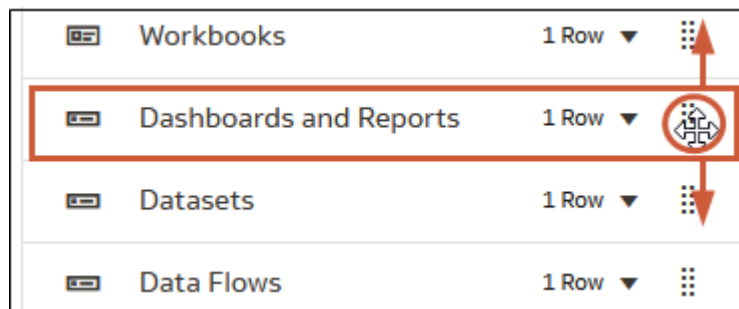 Workbooks 1 Row
Dashboards and Reports 1 Row
Datasets 1 Row
Data Flows 1 Row